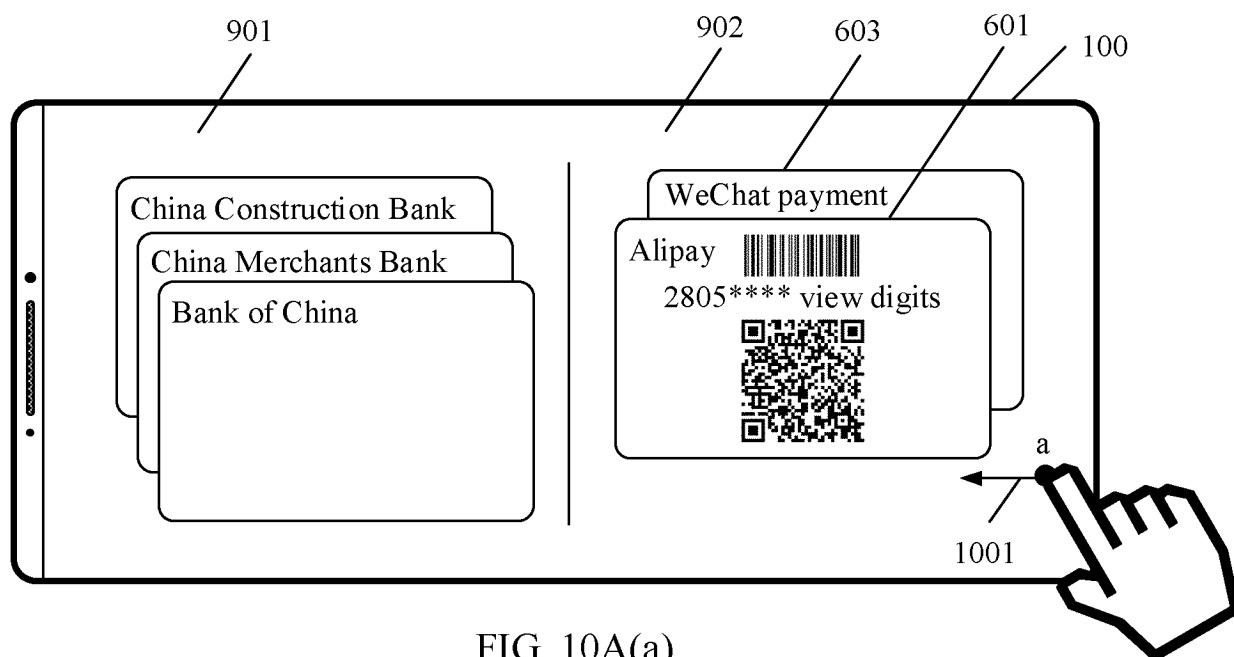 901
902
603
601
100
China Construction Bank
China Merchants Bank
Bank of China
WeChat payment
Alipay
2805**** view digits
a
1001
FIG. 10A(a)